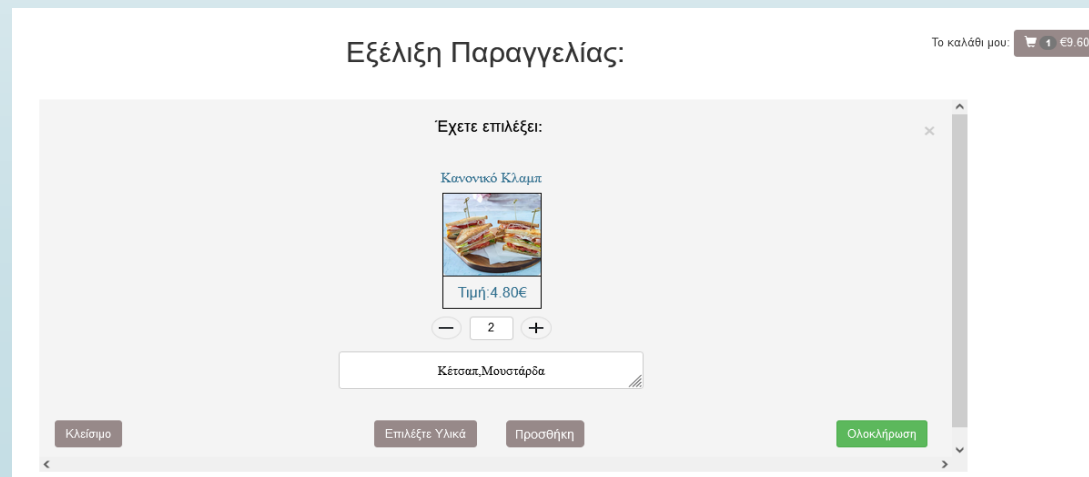 Εξέλιξη Παραγγελίας:
Το καλάθι μου: 1 €9.60
Έχετε επιλέξει:
×
Κανονικό Κλαμπ
Τιμή:4.80€
2
Κέτσαπ,Μουστάρδα
Κλείσιμο Επιλέξτε Υλικά Προσθήκη Ολοκλήρωση